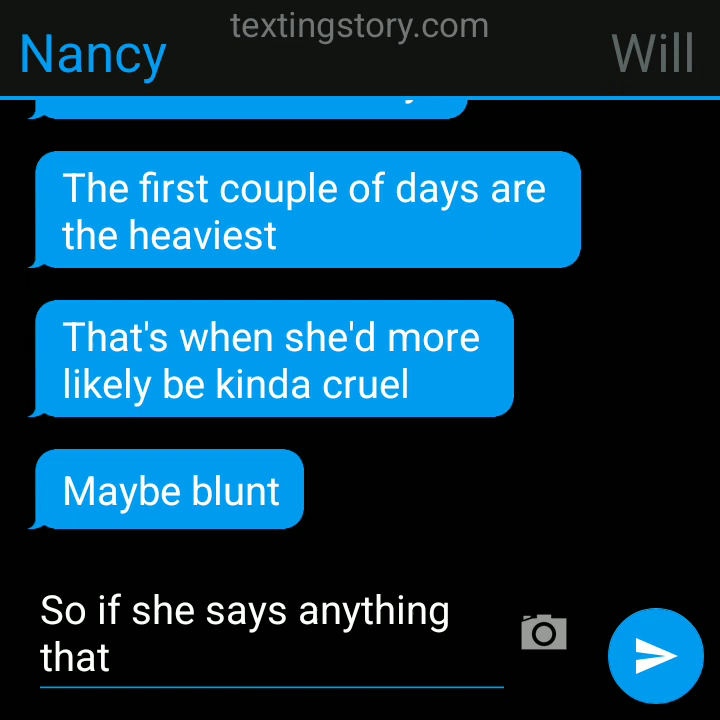 textingstory.com
Nancy
Will
The first couple of days are
the heaviest
That's when she'd more
likely be kinda cruel
Maybe blunt
So if she says anything
that